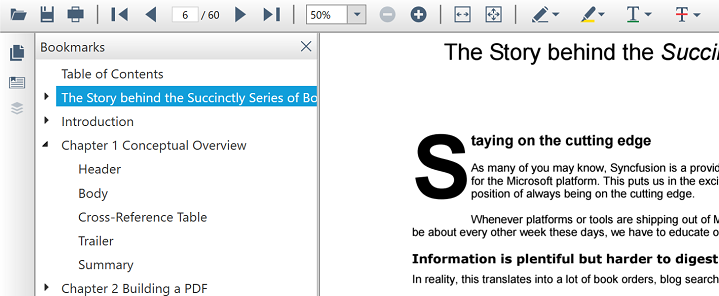 6 / 60 50%
Bookmarks
Table of Contents
The Story behind the Succinctly Series of Bo
Introduction
Chapter 1 Conceptual Overview
Header
Body
Cross-Reference Table
Trailer
Summary
Chapter 2 Building a PDF
The Story behind the Succi
Staying on the cutting edge
As many of you may know, Syncfusion is a provid
for the Microsoft platform. This puts us in the exci
position of always being on the cutting edge.
Whenever platforms or tools are shipping out of M
be about every other week these days, we have to educate o
Information is plentiful but harder to digest
In reality, this translates into a lot of book orders, blog search